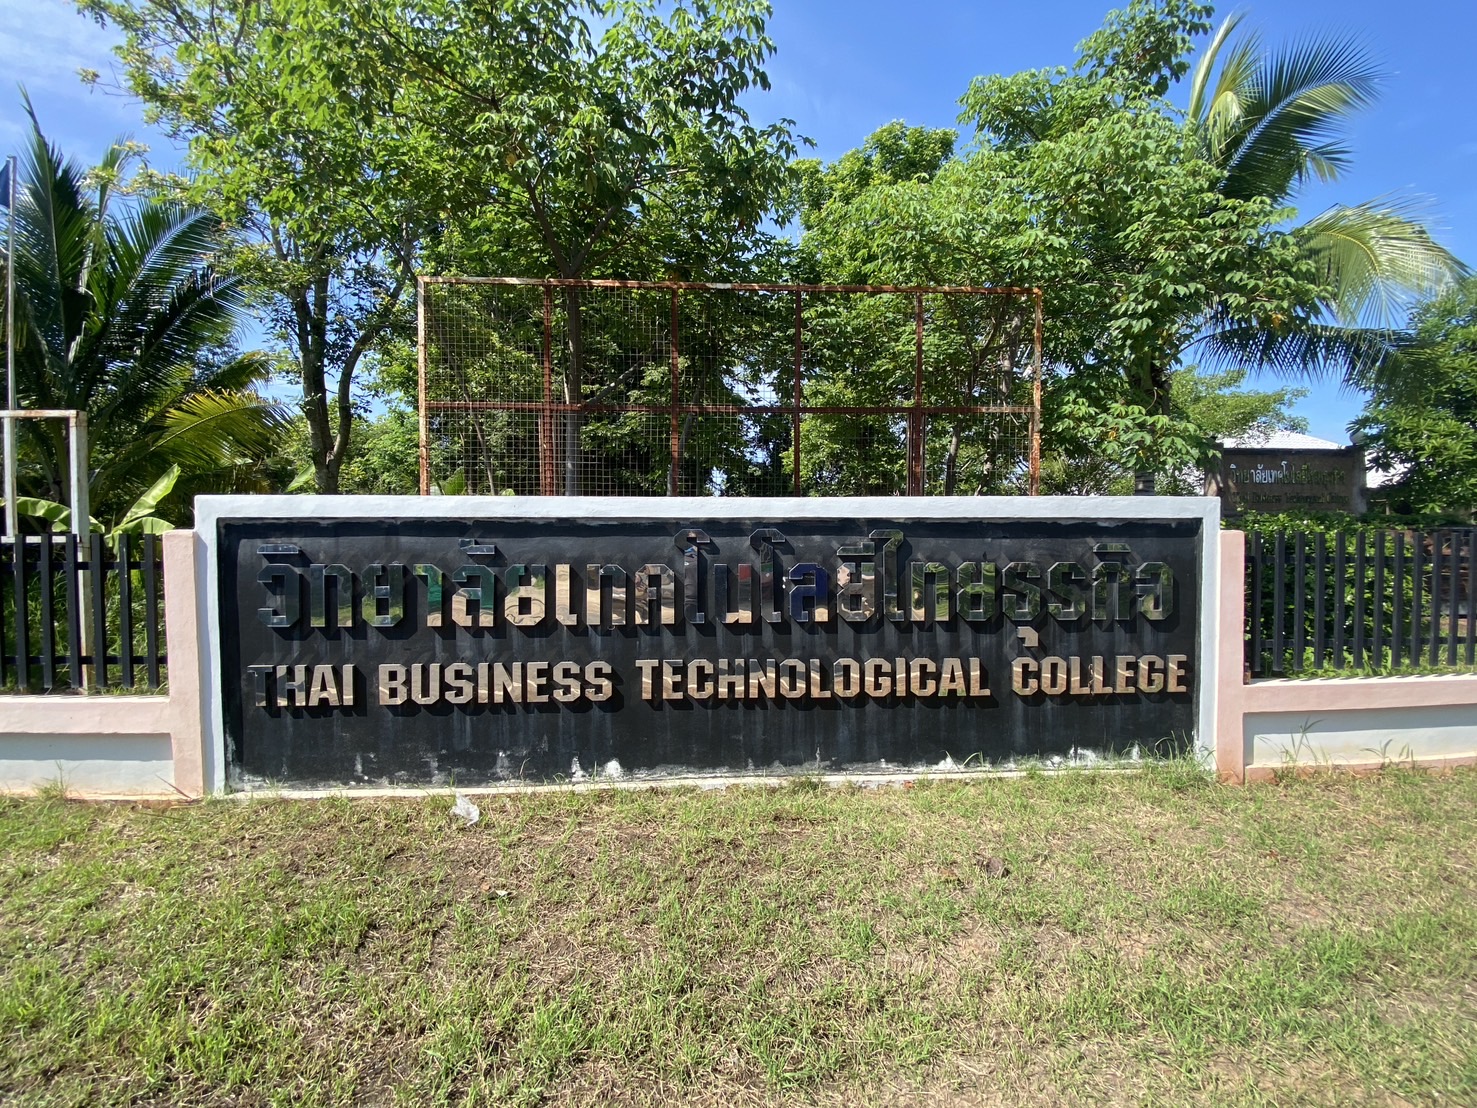 วิทยาลัยเทคโนโลยีไทยธุรกิจ
THAI BUSINESS TECHNOLOGICAL COLLEGE